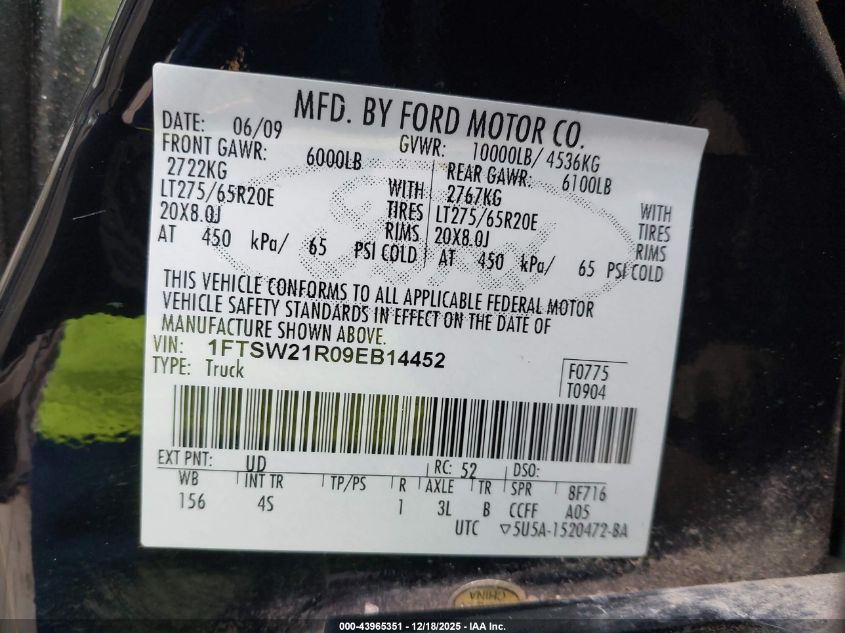 MFD. BY FORD MOTOR CO.
DATE: 06/09 GVWR: 10000LB/ 4536KG
FRONT GAWR: 6000LB REAR GAWR: 6100LB
2722KG WITH 2767KG WITH
LT275/65R20E TIRES LT275/65R20E TIRES
20X8.0J RIMS 20X8.0J RIMS
AT 450 kPa/ 65 PSI COLD AT 450 kPa/ 65 PSI COLD
THIS VEHICLE CONFORMS TO ALL APPLICABLE FEDERAL MOTOR
VEHICLE SAFETY STANDARDS IN EFFECT ON THE DATE OF
MANUFACTURE SHOWN ABOVE.
VIN: 1FTSW21R09EB14452
TYPE: Truck
F0775
T0904
EXT PNT: UD RC: 52 DSO:
WB INT TR TP/PS R AXLE TR SPR 8F716
156 4S 1 3L B CCFF A05
UTC ▽5U5A-1520472-BA
CHINA
000-43965351 / 12/18/2025 - IAA Inc.